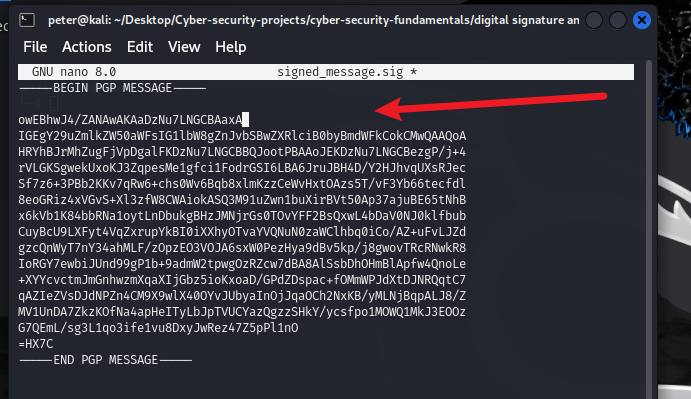 peter@kali: ~/Desktop/Cyber-security-projects/cyber-security-fundamentals/digital signature an
File Actions Edit View Help
GNU nano 8.0 signed_message.sig *
-----BEGIN PGP MESSAGE-----
owEBhwJ4/ZANAwAKAaDzNu7LNGCBAaxA
IGEgY29uZmlkZW50aWFsIG1lbW8gZnJvbSBwZXRlciB0byBmdWFkCokCMwQAAQoA
HRYhBJrMhZugFjVpDgalFKDzNu7LNGCBBQJootPBAAoJEKDzNu7LNGCBezgP/j+4
rVLGKSgwekUxoKJ3ZqpesMe1gfci1FodrGSI6LBA6JruJBH4D/Y2HJhvqUXsRJec
Sf7z6+3PBb2KKv7qRw6+chs0Wv6Bqb8xlmKzzCeWvHxtOAzs5T/vF3Yb66tecfdl
8eoGRiz4xVGvS+Xl3zfW8CWAiokASQ3M91uZwn1buXirBVt50Ap37ajuBE65tNhB
x6kVb1K84bbRNa1oytLnDbukgBHzJMNjrGs0TOvYFF2BsQxwL4bDaV0NJ0klfbub
CuyBcU9LXFyt4VqZxrupYkBI0iXXhyOTvaYVQNuN0zaWClhbq0iCo/AZ+uFvLJZd
gzcQnWyT7nY34ahMLF/zOpzEO3VOJA6sxW0PezHya9dBv5kp/j8gwovTRcRNwkR8
IoRGY7ewbiJUnd99gP1b+9admW2tpwgOzRZcw7dBA8AlSsbDhOHmBlApfw4QnoLe
+XYYcvctmJmGnhwzmXqaXIjGbz5ioKxoaD/GPdZDspac+fOMmWPJdXtDJNRQqtC7
qAZIeZVsDJdNPZn4CM9X9wlX40OYvJUbyaInOjJqaOCh2NxKB/yMLNjBqpALJ8/Z
MV1UnDA7ZkzKOfNa4apHeITyLbJpTVUCYazQgzzSHkY/ycsfpo1MOWQ1MkJ3EOOz
G7QEmL/sg3L1qo3ife1vu8DxyJwRez47Z5pPl1nO
=HX7C
-----END PGP MESSAGE-----